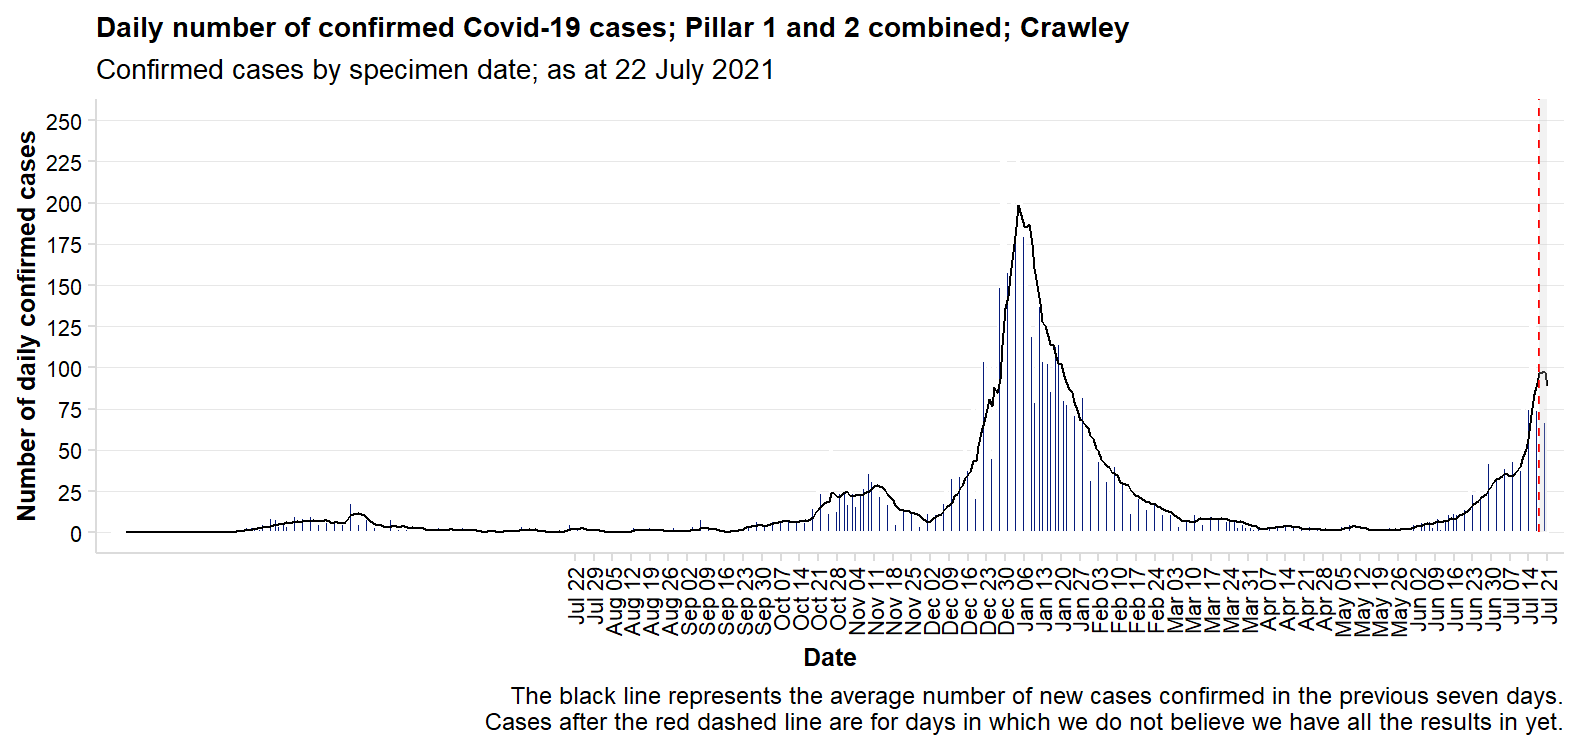 Daily number of confirmed Covid-19 cases; Pillar 1 and 2 combined; Crawley
Confirmed cases by specimen date; as at 22 July 2021
Number of daily confirmed cases
250
225
200
175
150
125
100
75
50
25
0
Jul 22
Jul 29
Aug 05
Aug 12
Aug 19
Aug 26
Sep 02
Sep 09
Sep 16
Sep 23
Sep 30
Oct 07
Oct 14
Oct 21
Oct 28
Nov 04
Nov 11
Nov 18
Nov 25
Dec 02
Dec 09
Dec 16
Dec 23
Dec 30
Jan 06
Jan 13
Jan 20
Jan 27
Feb 03
Feb 10
Feb 17
Feb 24
Mar 03
Mar 10
Mar 17
Mar 24
Mar 31
Apr 07
Apr 14
Apr 21
Apr 28
May 05
May 12
May 19
May 26
Jun 02
Jun 09
Jun 16
Jun 23
Jun 30
Jul 07
Jul 14
Jul 21
Date
The black line represents the average number of new cases confirmed in the previous seven days.
Cases after the red dashed line are for days in which we do not believe we have all the results in yet.